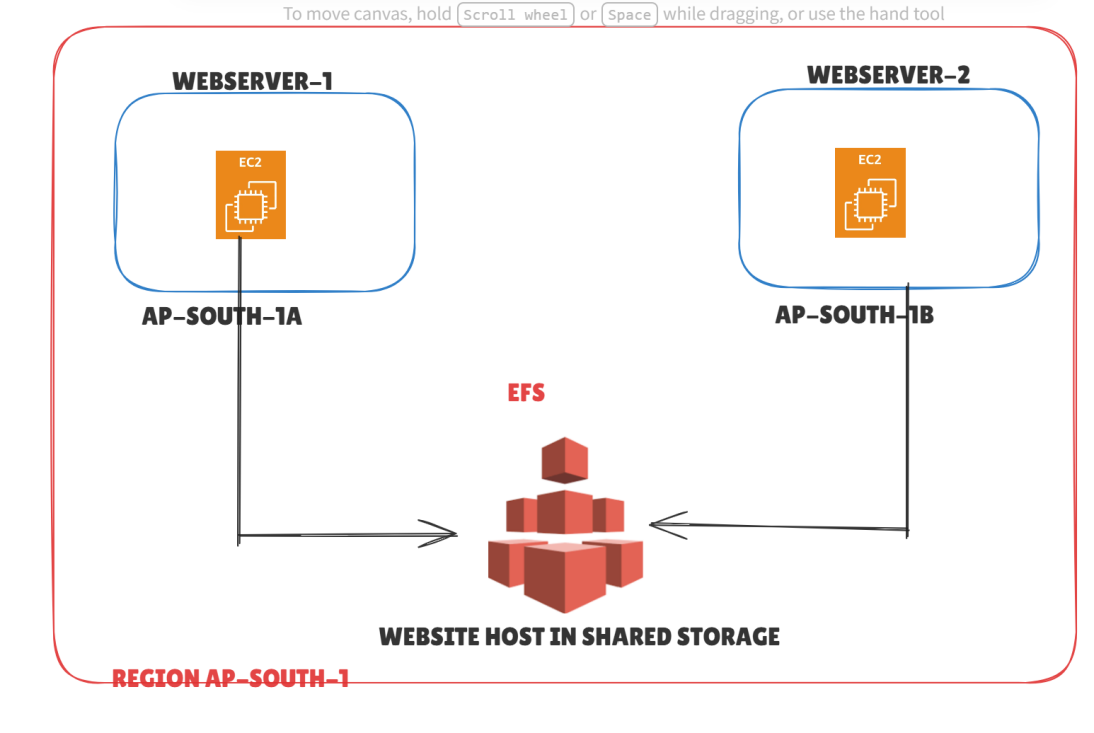 To move canvas, hold Scroll wheel or Space while dragging, or use the hand tool
WEBSERVER-1
WEBSERVER-2
EC2
EC2
AP-SOUTH-1A
AP-SOUTH-1B
EFS
WEBSITE HOST IN SHARED STORAGE
REGION AP-SOUTH-1